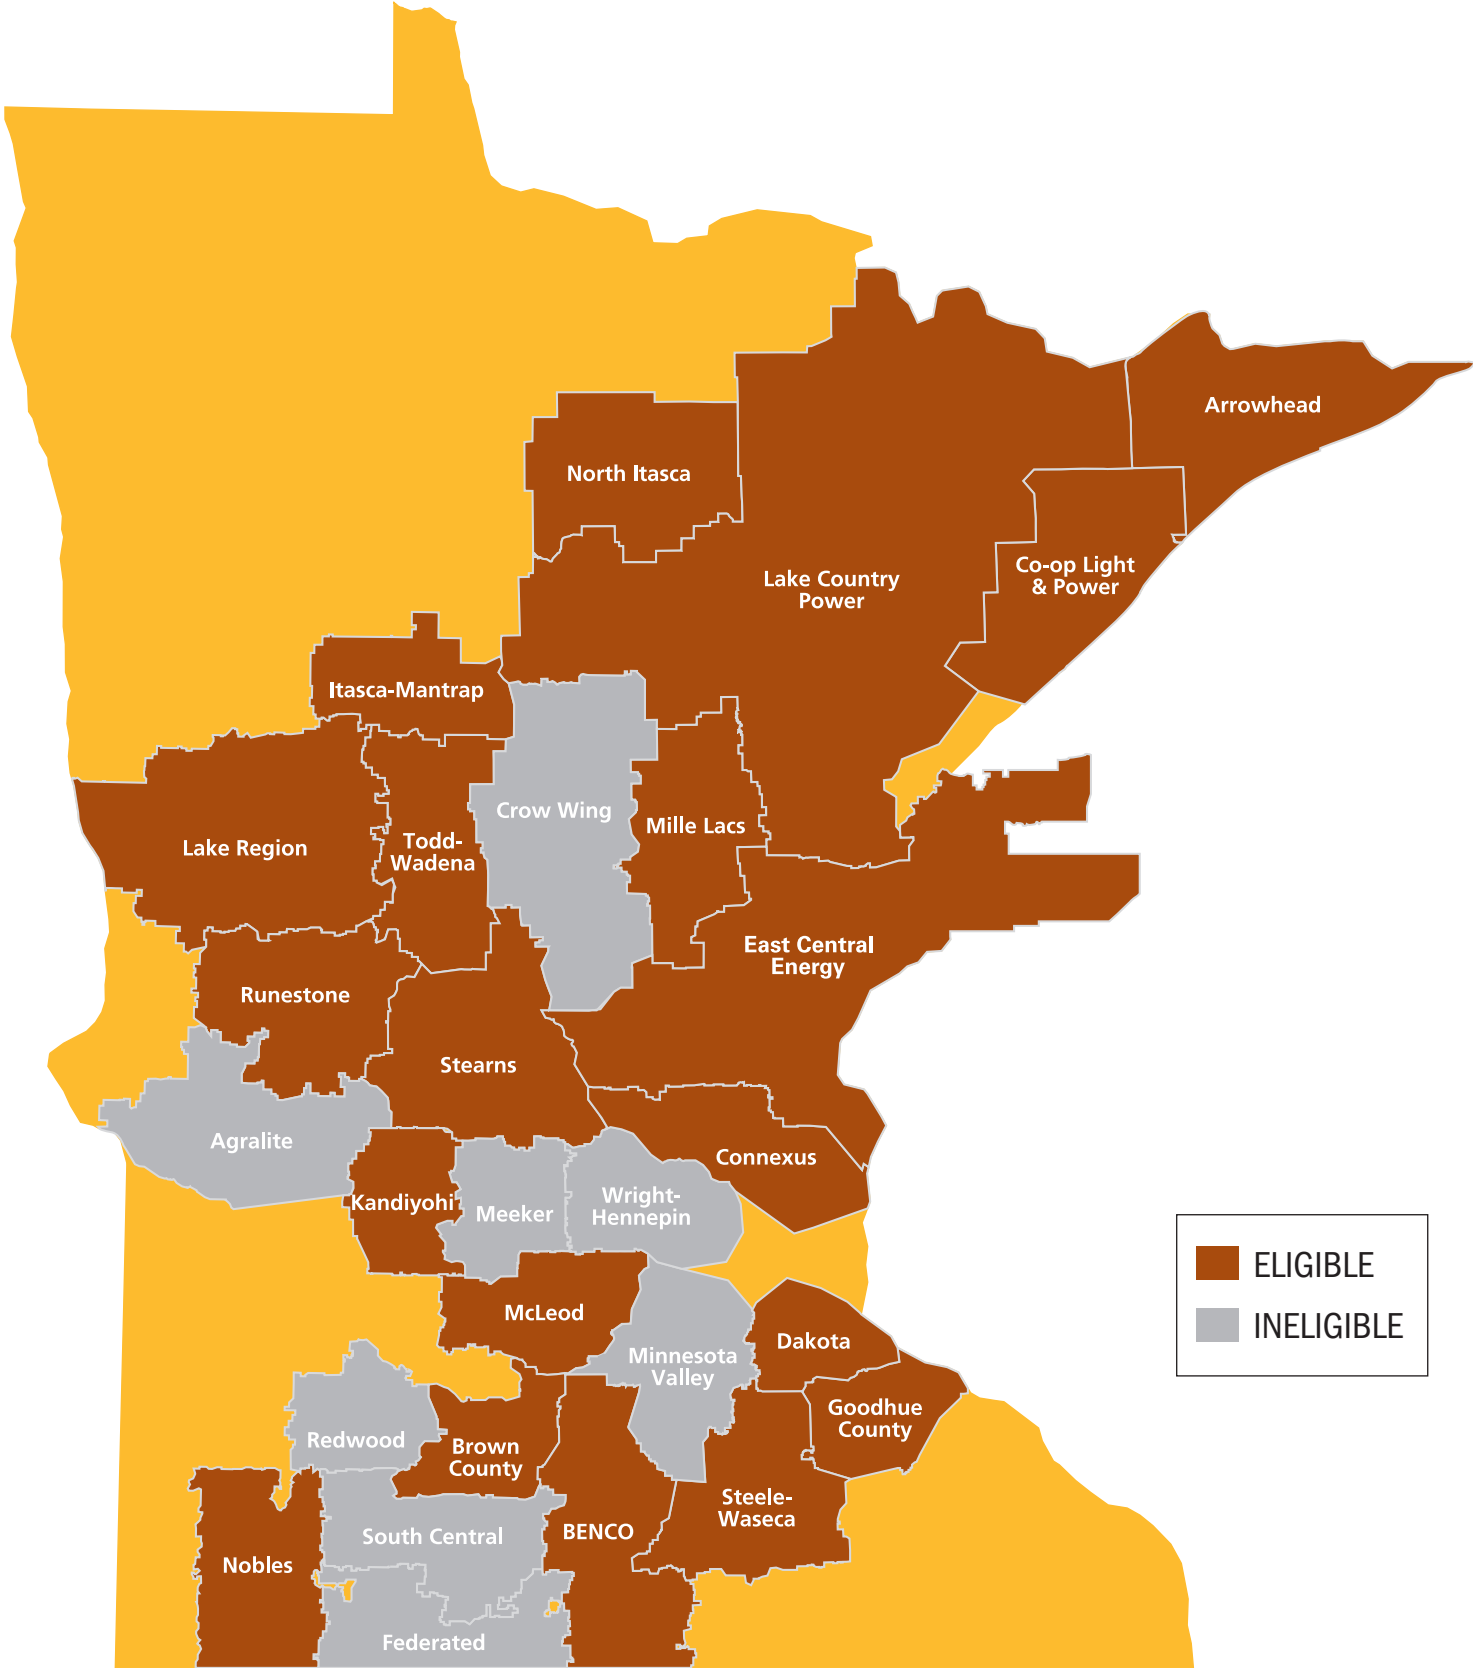 Arrowhead
North Itasca
Co-op Light
& Power
Lake Country
Power
Itasca-Mantrap
Crow Wing
Mille Lacs
Lake Region
Todd-
Wadena
East Central
Energy
Runestone
Stearns
Agralite
Connexus
Kandiyohi
Meeker
Wright-
Hennepin
ELIGIBLE
INELIGIBLE
McLeod
Dakota
Minnesota
Valley
Goodhue
County
Redwood
Brown
County
Steele-
Waseca
South Central
BENCO
Nobles
Federated